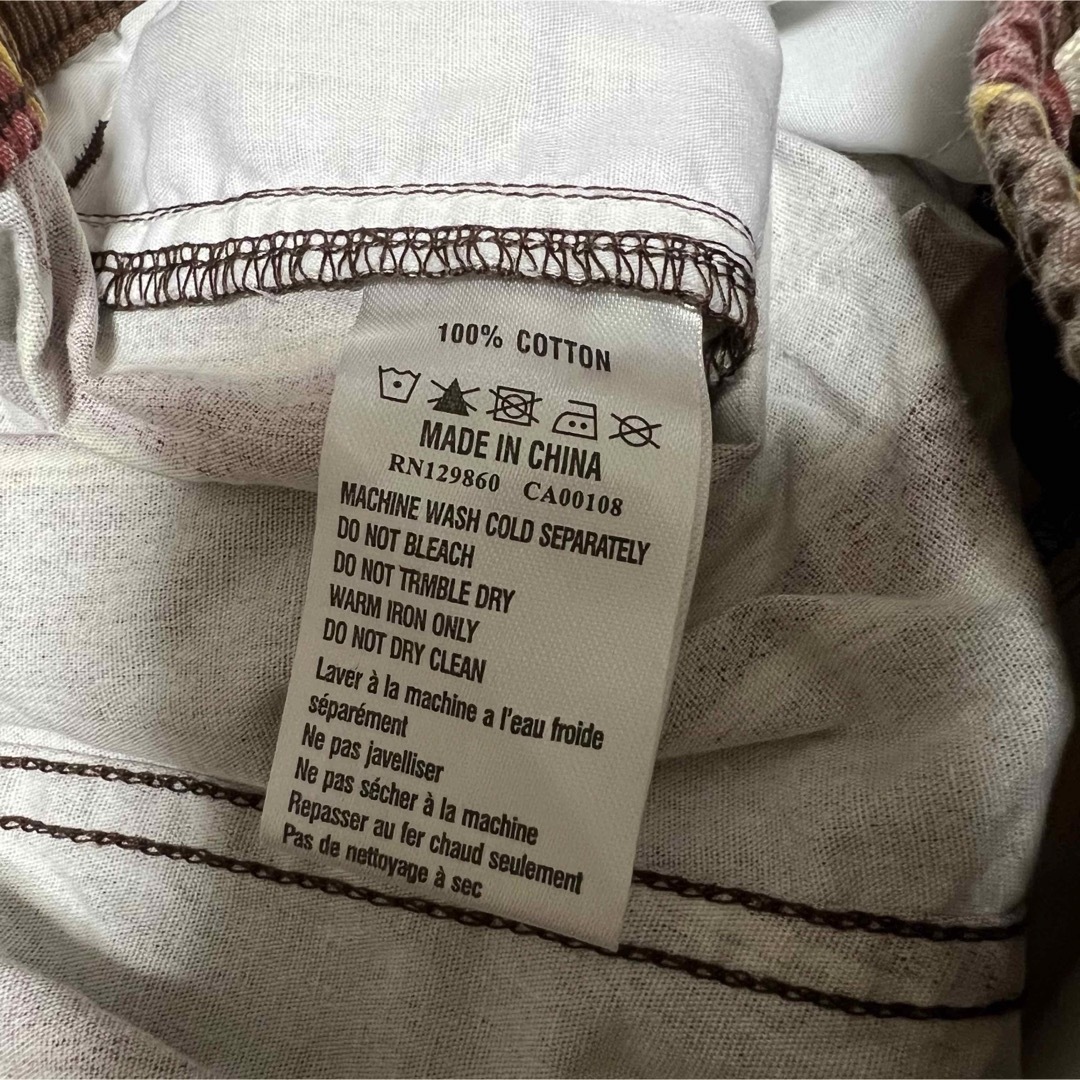 100% COTTON
MADE IN CHINA
RN129860 CA00108
MACHINE WASH COLD SEPARATELY
DO NOT BLEACH
DO NOT TRMBLE DRY
WARM IRON ONLY
DO NOT DRY CLEAN
Laver à la machine a l'eau froide
séparément
Ne pas javelliser
Ne pas sécher à la machine
Repasser au fer chaud seulement
Pas de nettoyage à sec